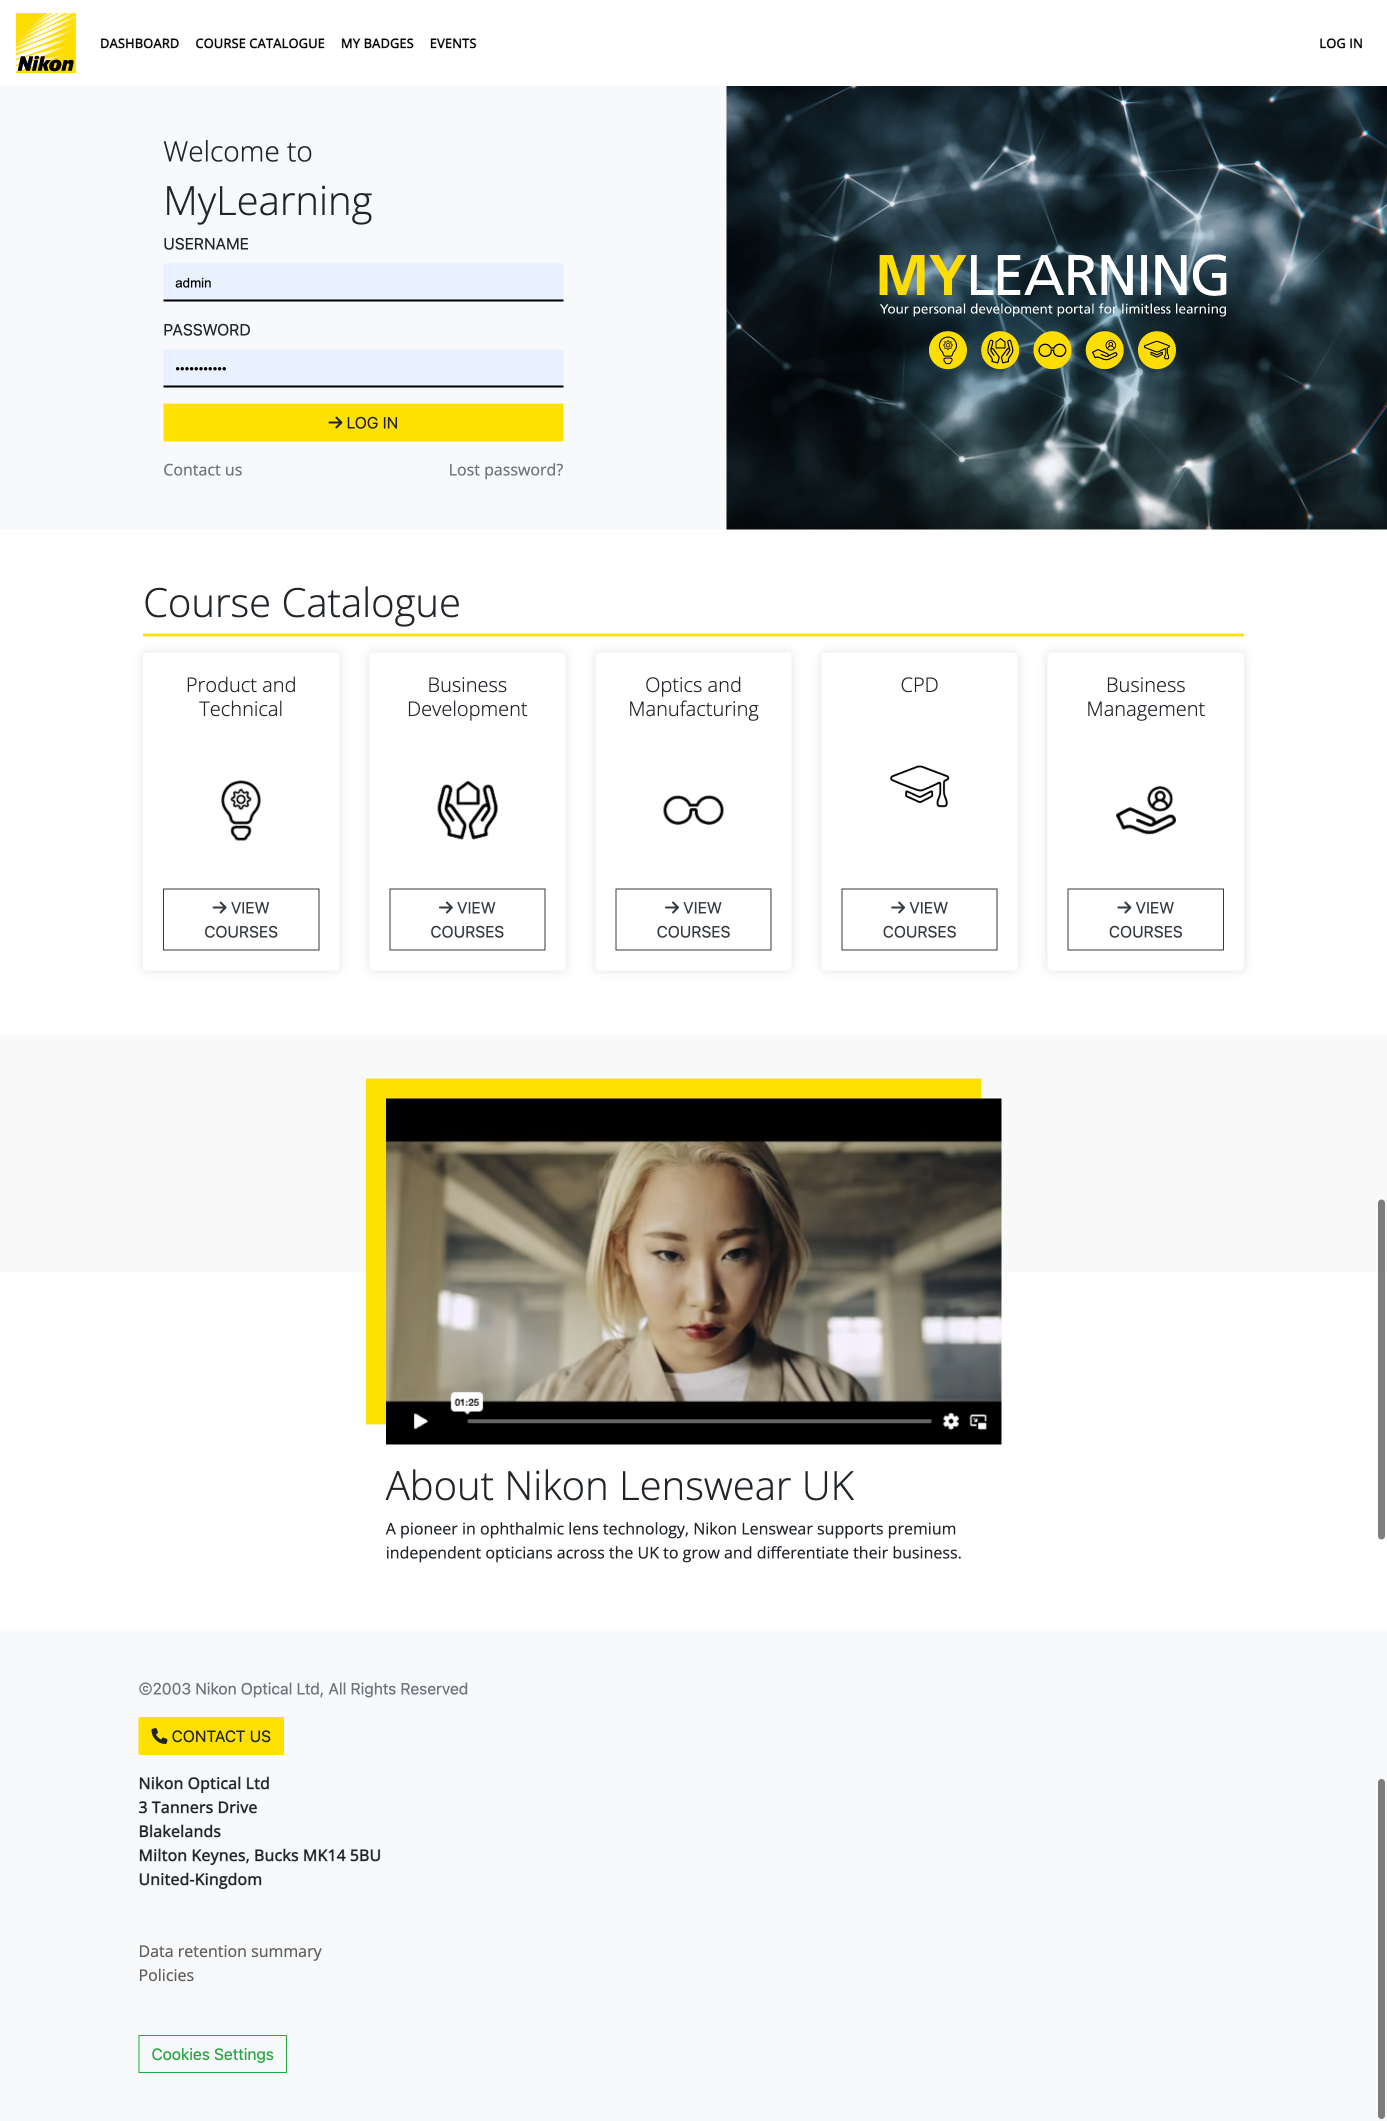 Nikon
DASHBOARD
COURSE CATALOGUE
MY BADGES
EVENTS
LOG IN
Welcome to
MyLearning
USERNAME
admin
PASSWORD
•••••••••••
LOG IN
Contact us
Lost password?
MYLEARNING
Your personal development portal for limitless learning
Course Catalogue
Product and
Technical
VIEW
COURSES
Business
Development
VIEW
COURSES
Optics and
Manufacturing
VIEW
COURSES
CPD
VIEW
COURSES
Business
Management
VIEW
COURSES
01:25
About Nikon Lenswear UK
A pioneer in ophthalmic lens technology, Nikon Lenswear supports premium
independent opticians across the UK to grow and differentiate their business.
©2003 Nikon Optical Ltd, All Rights Reserved
CONTACT US
Nikon Optical Ltd
3 Tanners Drive
Blakelands
Milton Keynes, Bucks MK14 5BU
United-Kingdom
Data retention summary
Policies
Cookies Settings